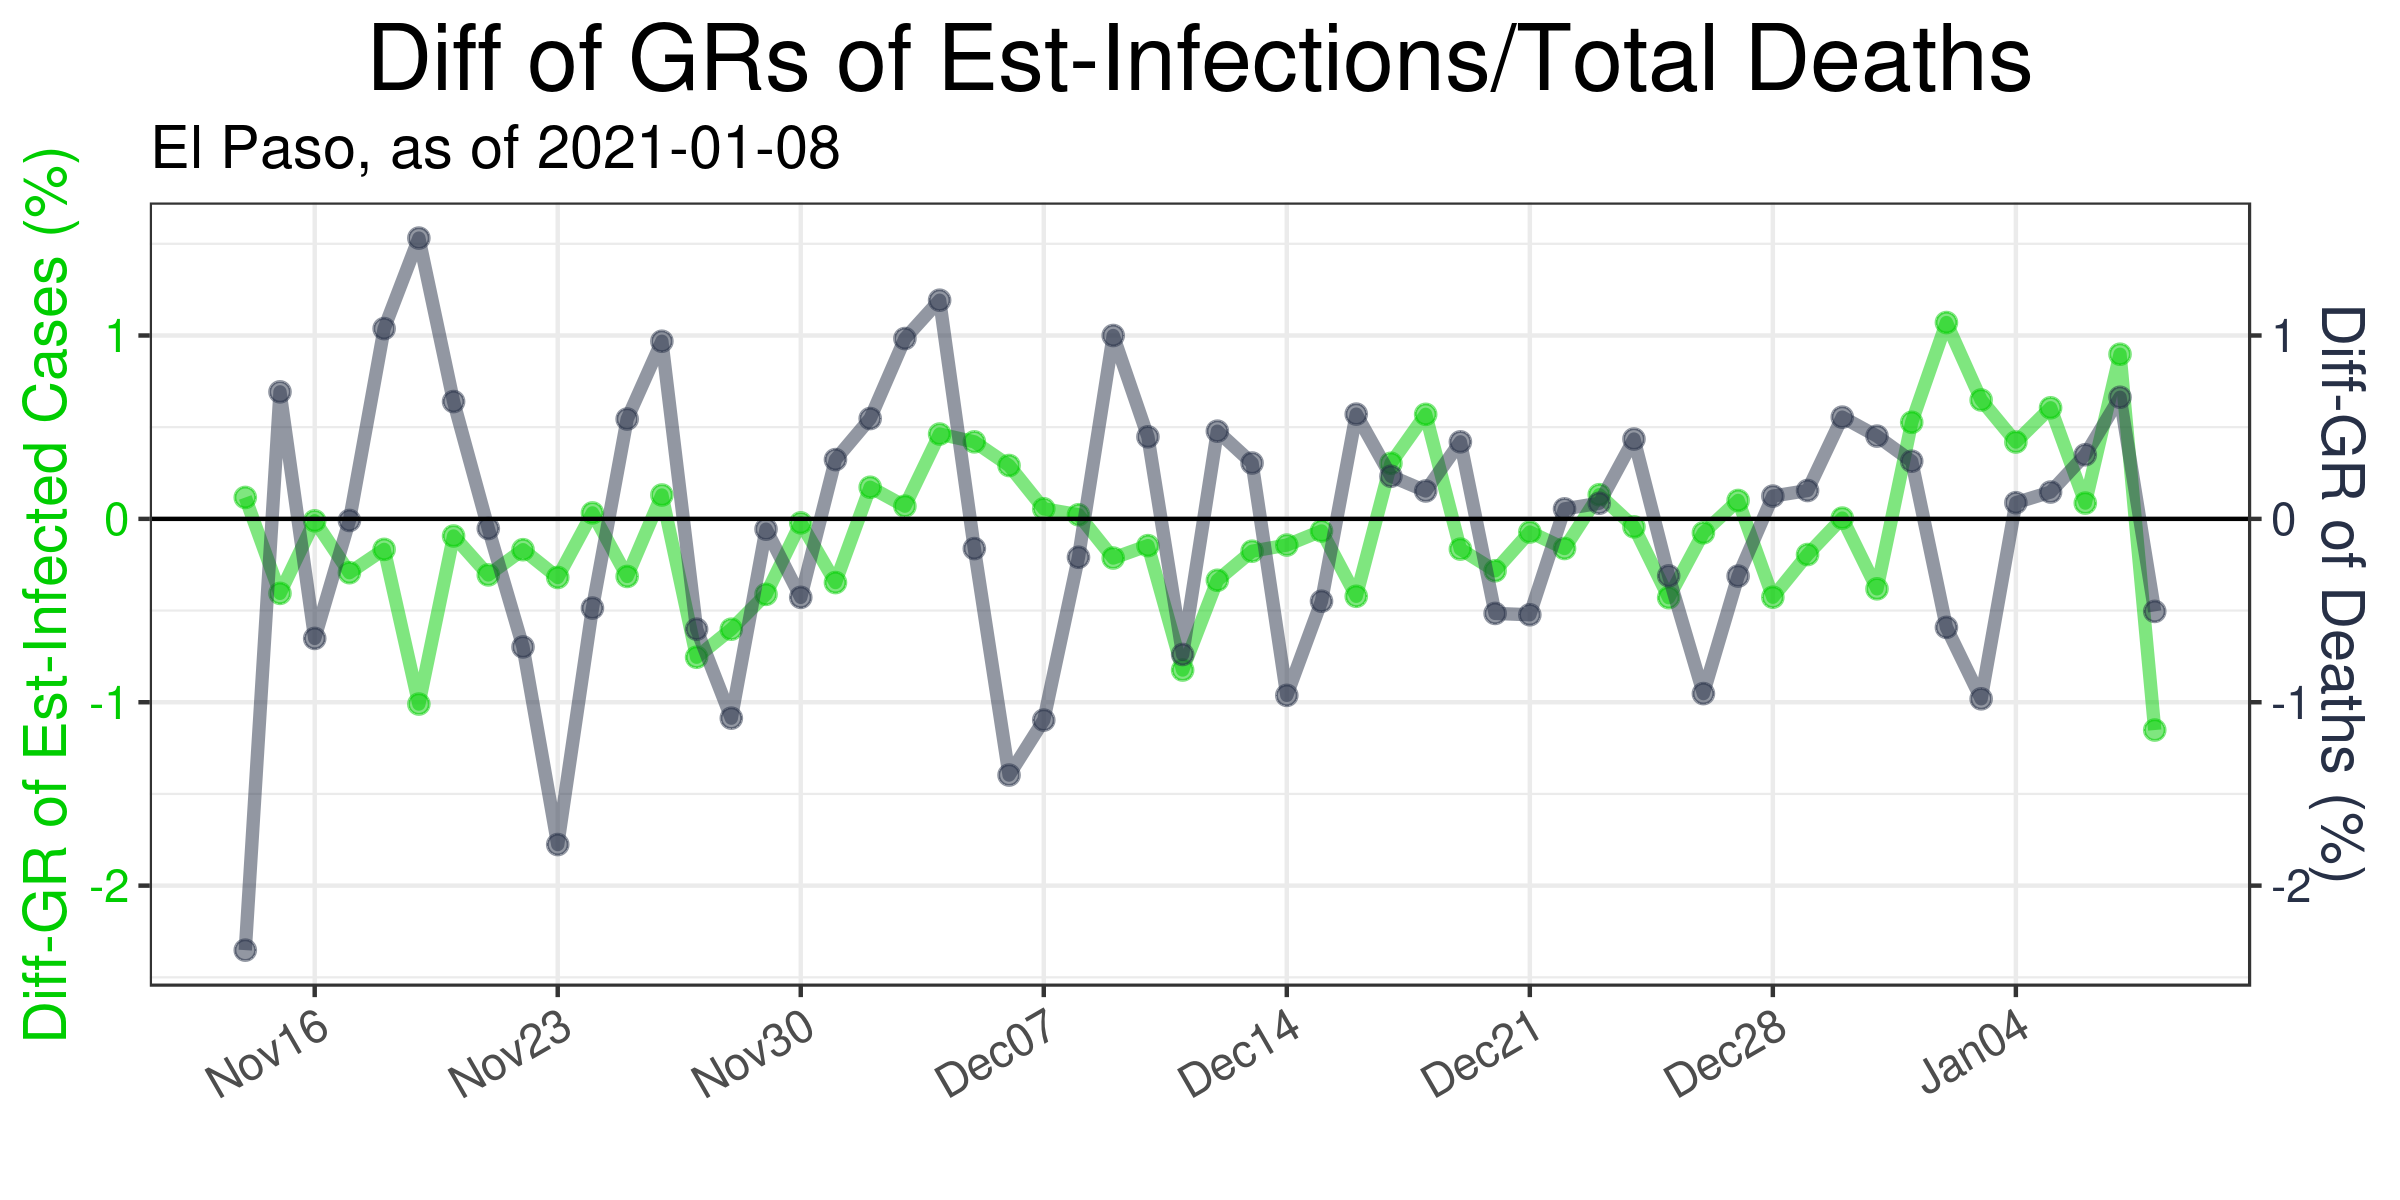 Diff of GRs of Est-Infections/Total Deaths
El Paso, as of 2021-01-08
Diff-GR of Est-Infected Cases (%)
1
0
-1
-2
1
0
-1
-2
Diff-GR of Deaths (%)
Nov16
Nov23
Nov30
Dec07
Dec14
Dec21
Dec28
Jan04